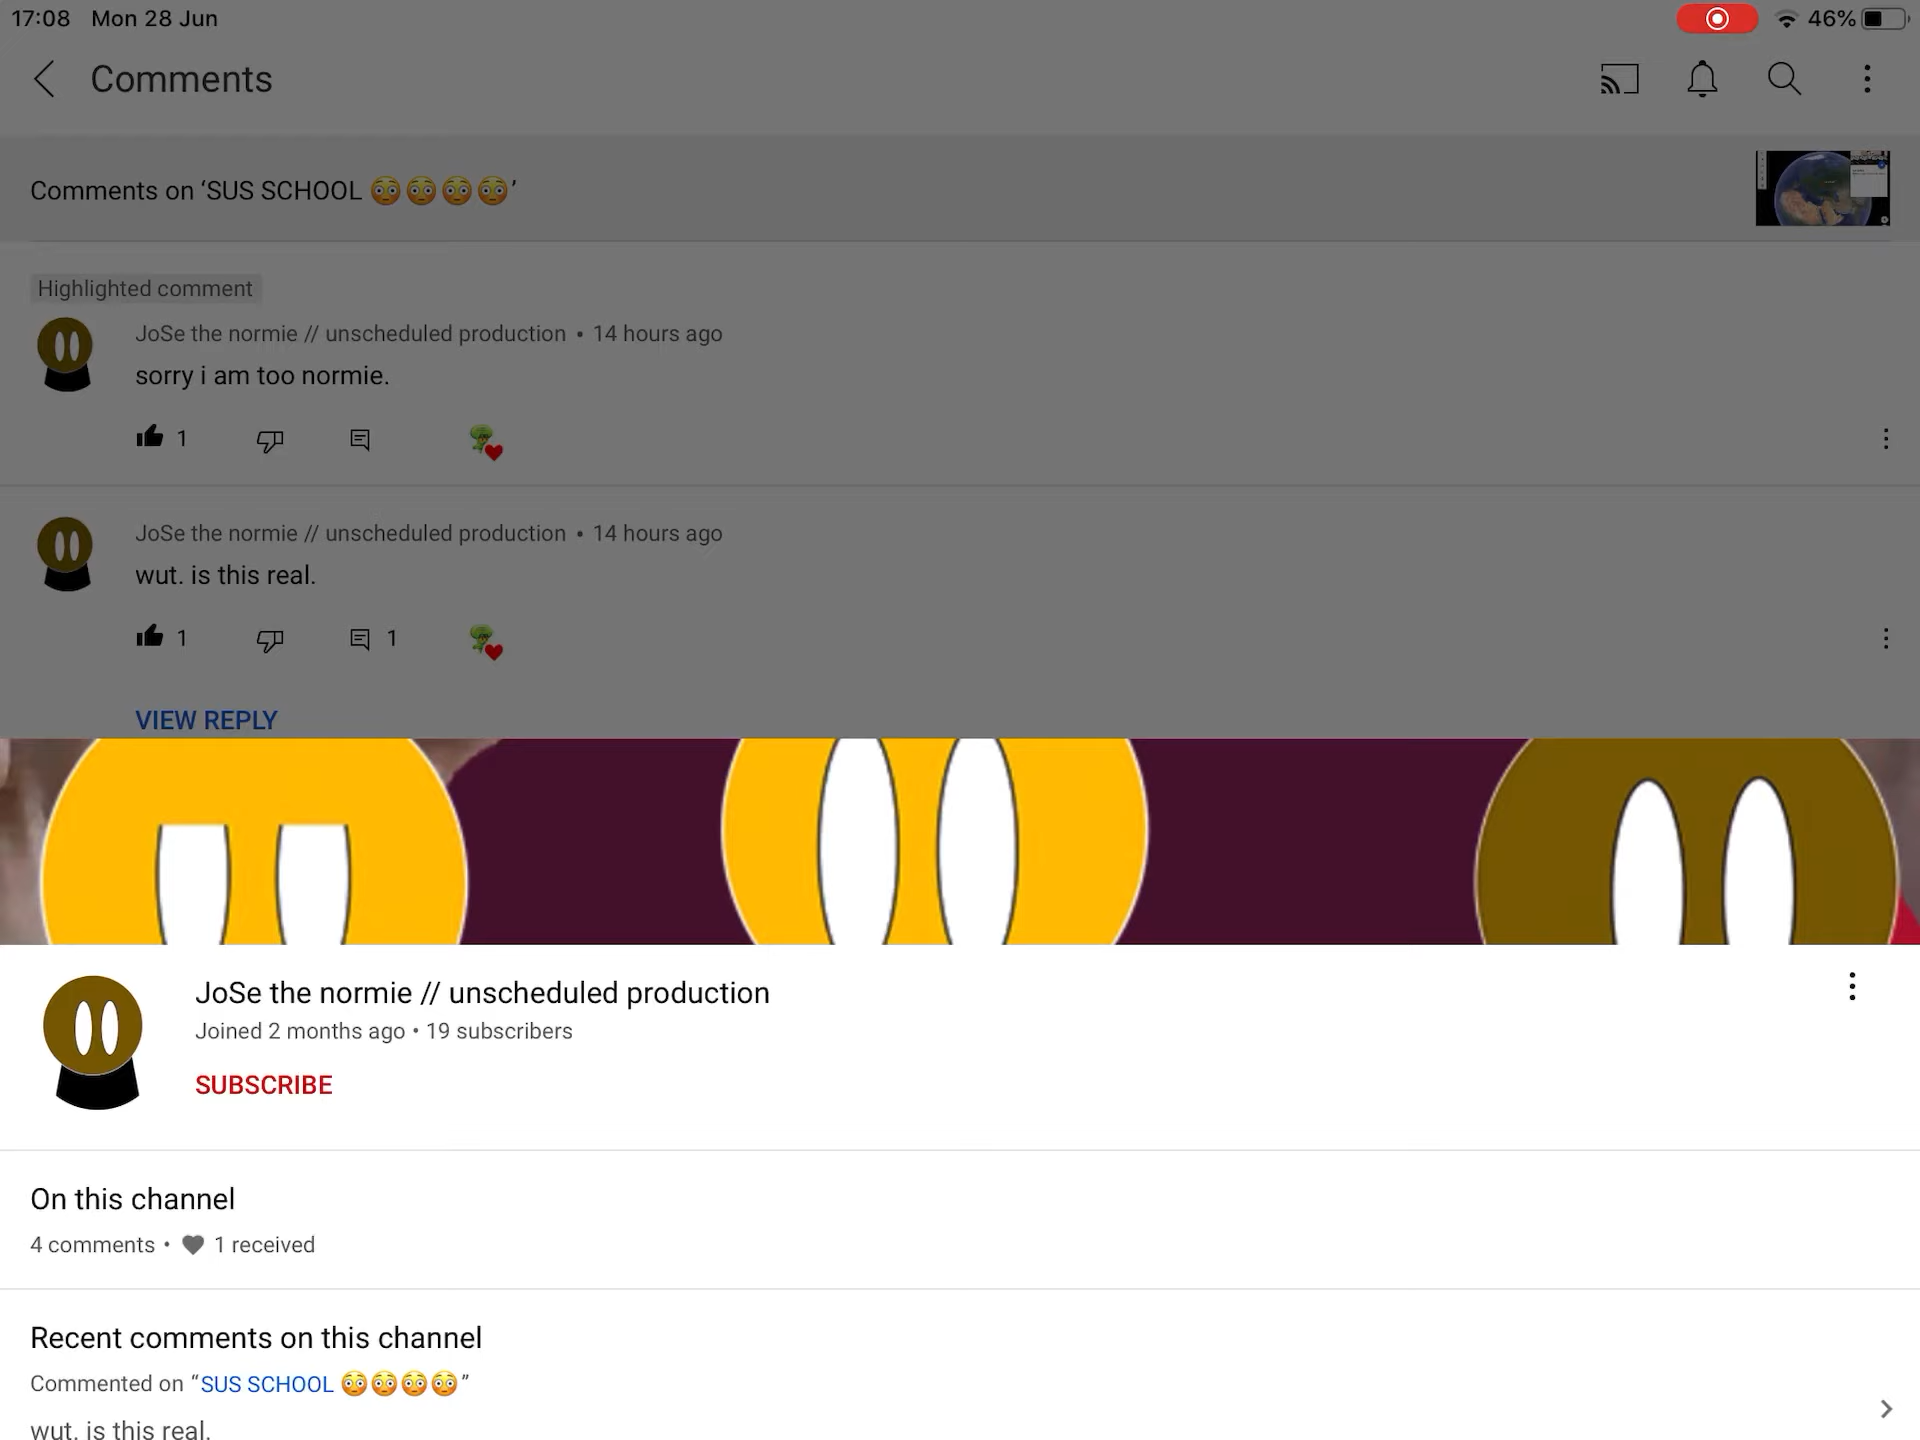 17:08 Mon 28 Jun
46%
Comments
Comments on ‘SUS SCHOOL 😳😳😳😳’
Highlighted comment
JoSe the normie // unscheduled production • 14 hours ago
sorry i am too normie.
1
JoSe the normie // unscheduled production • 14 hours ago
wut. is this real.
1 1
VIEW REPLY
JoSe the normie // unscheduled production
Joined 2 months ago • 19 subscribers
SUBSCRIBE
On this channel
4 comments • 1 received
Recent comments on this channel
Commented on “SUS SCHOOL 😳😳😳😳”
wut. is this real.